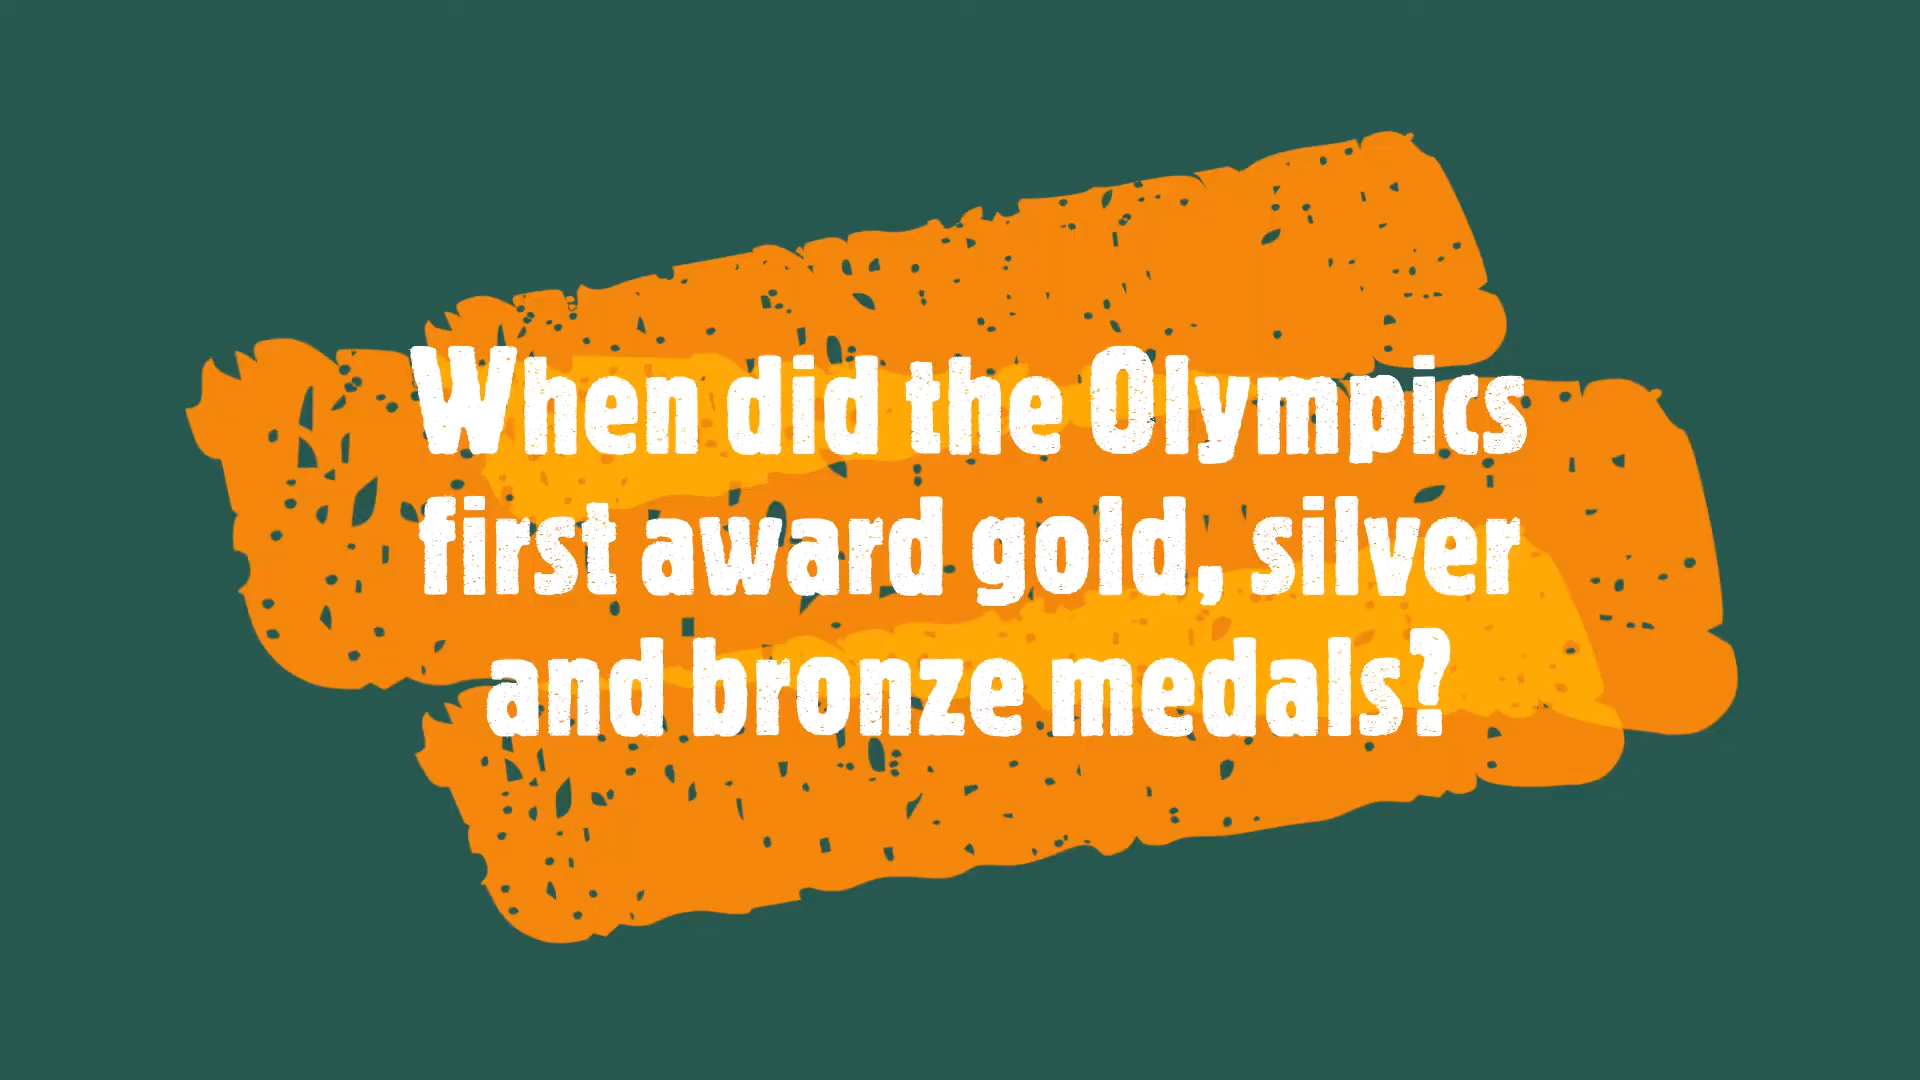 When did the Olympics
first award gold, silver
and bronze medals?